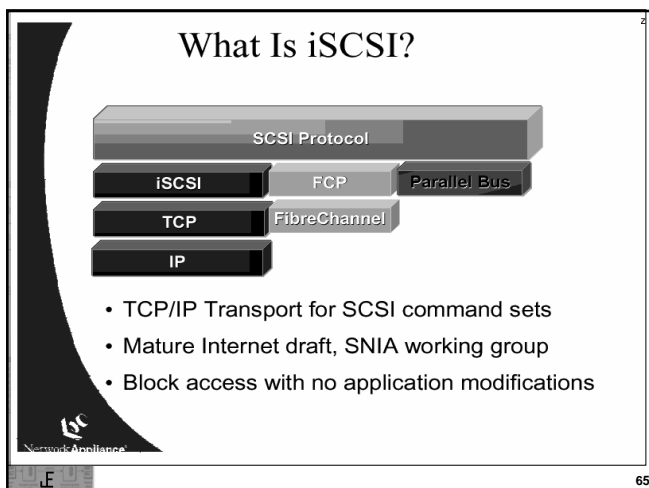 z
What Is iSCSI?
SCSI Protocol
iSCSI FCP Parallel Bus
TCP FibreChannel
IP
• TCP/IP Transport for SCSI command sets
• Mature Internet draft, SNIA working group
• Block access with no application modifications
NetworkAppliance®
JE
65